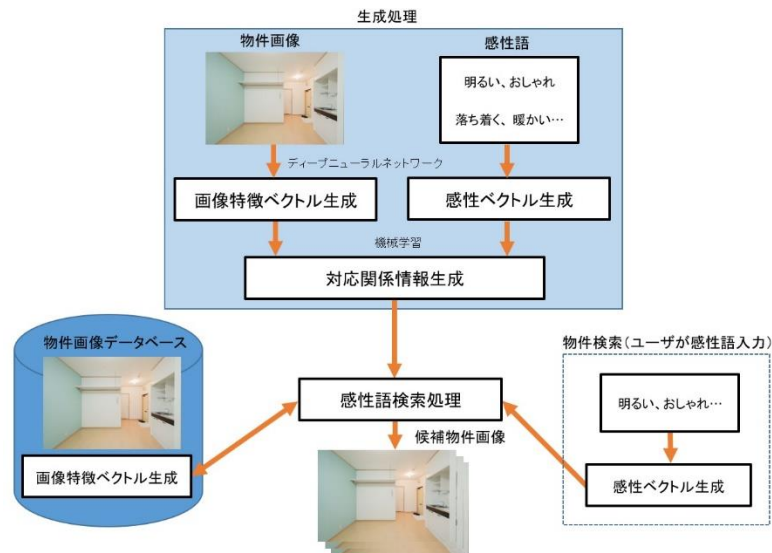 生成処理
物件画像
感性語
明るい、おしゃれ
落ち着く、暖かい…
ディープニューラルネットワーク
画像特徴ベクトル生成
感性ベクトル生成
機械学習
対応関係情報生成
物件画像データベース
画像特徴ベクトル生成
感性語検索処理
候補物件画像
物件検索(ユーザが感性語入力)
明るい、おしゃれ…
感性ベクトル生成